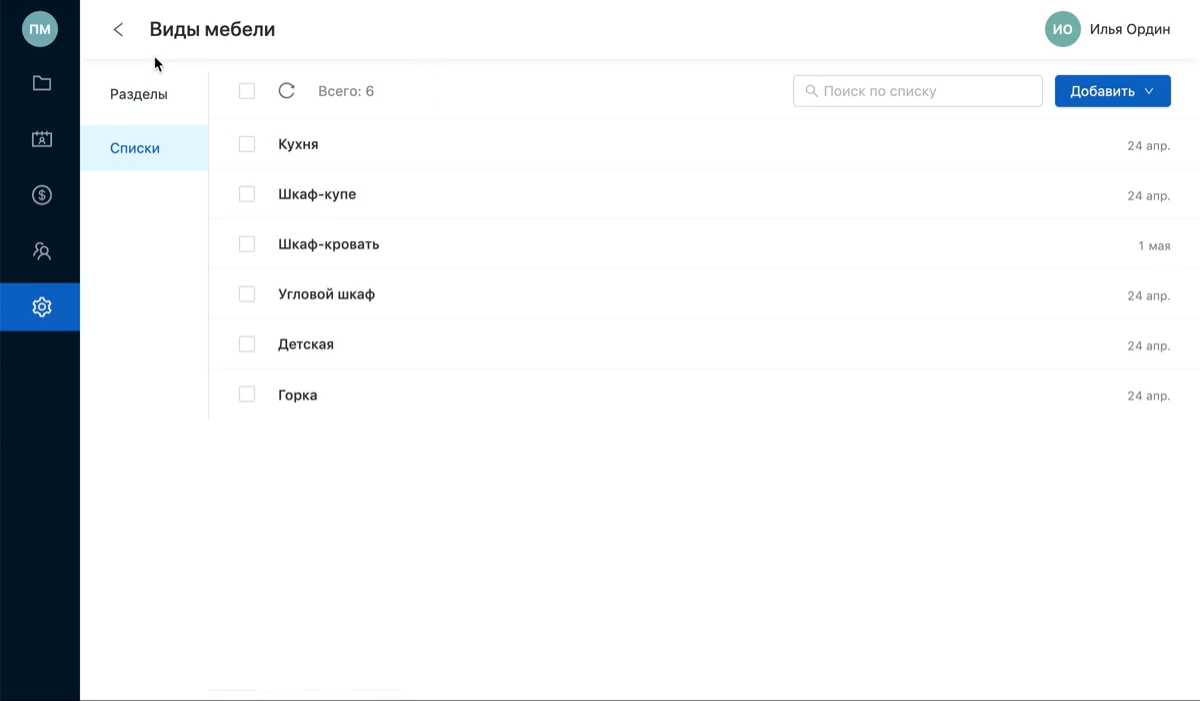 ПМ
Виды мебели
ИО Илья Ордин
Разделы
Списки
Всего: 6
Поиск по списку
Добавить
Кухня 24 апр.
Шкаф-купе 24 апр.
Шкаф-кровать 1 мая
Угловой шкаф 24 апр.
Детская 24 апр.
Горка 24 апр.